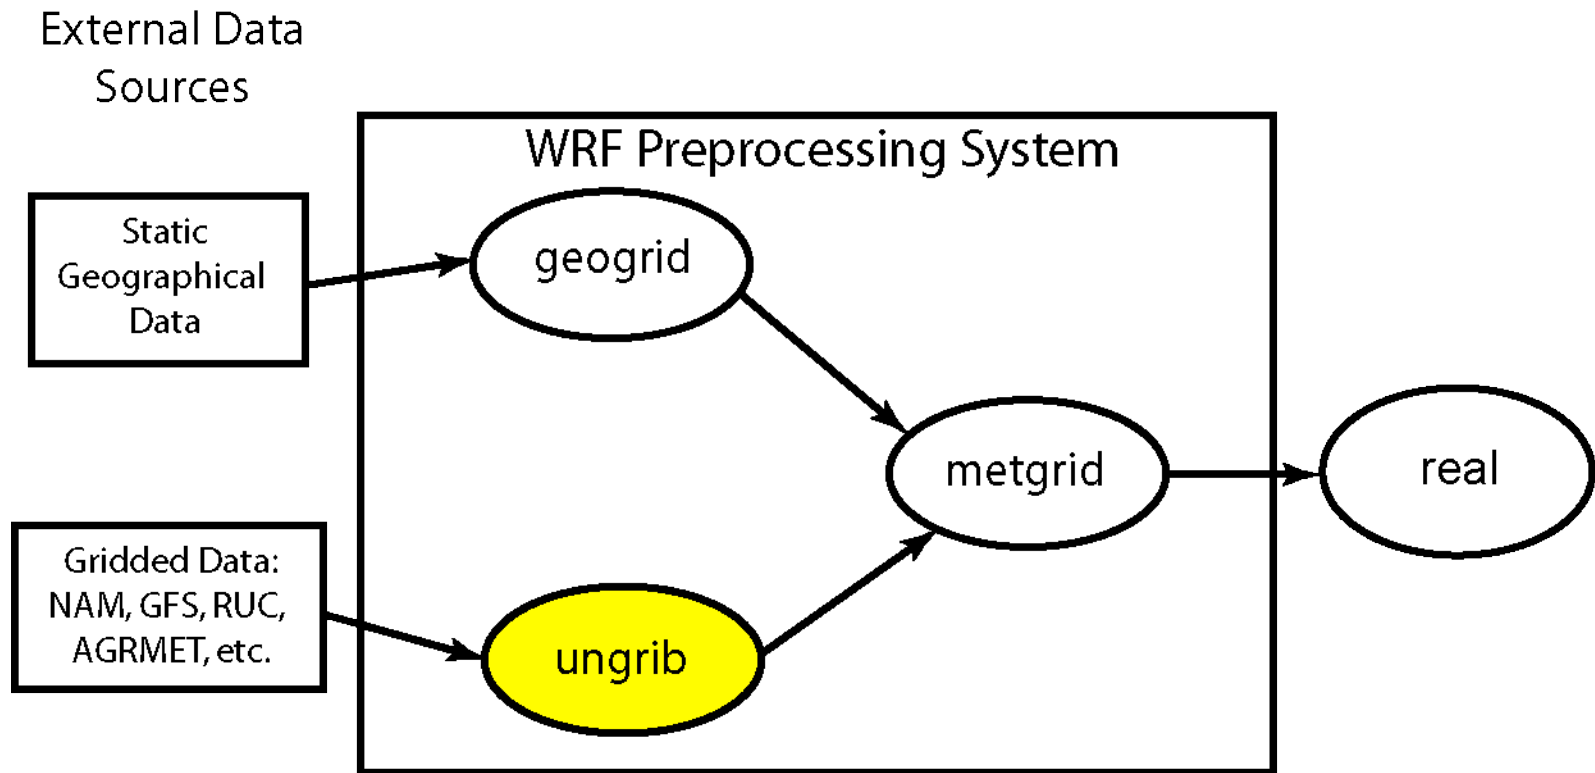 External Data
Sources
WRF Preprocessing System
Static
Geographical
Data
geogrid
metgrid
real
Gridded Data:
NAM, GFS, RUC,
AGRMET, etc.
ungrib